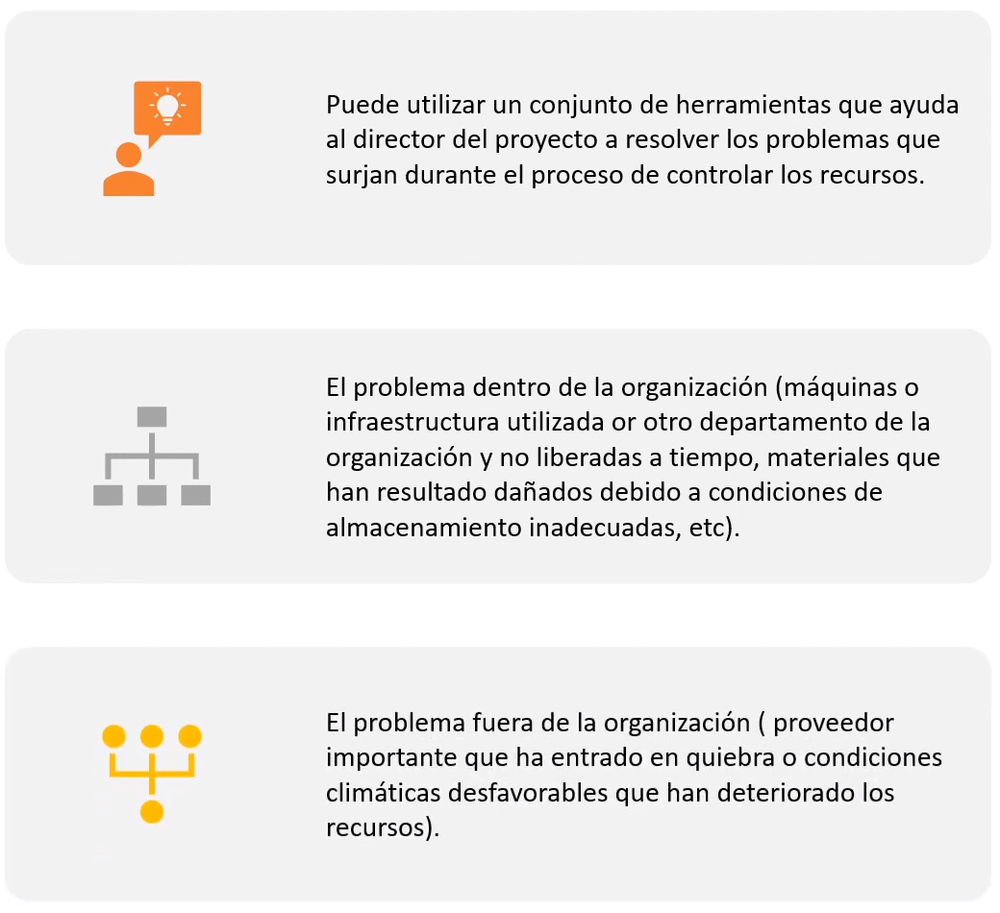 Puede utilizar un conjunto de herramientas que ayuda
al director del proyecto a resolver los problemas que
surjan durante el proceso de controlar los recursos.
El problema dentro de la organización (máquinas o
infraestructura utilizada or otro departamento de la
organización y no liberadas a tiempo, materiales que
han resultado dañados debido a condiciones de
almacenamiento inadecuadas, etc).
El problema fuera de la organización ( proveedor
importante que ha entrado en quiebra o condiciones
climáticas desfavorables que han deteriorado los
recursos).